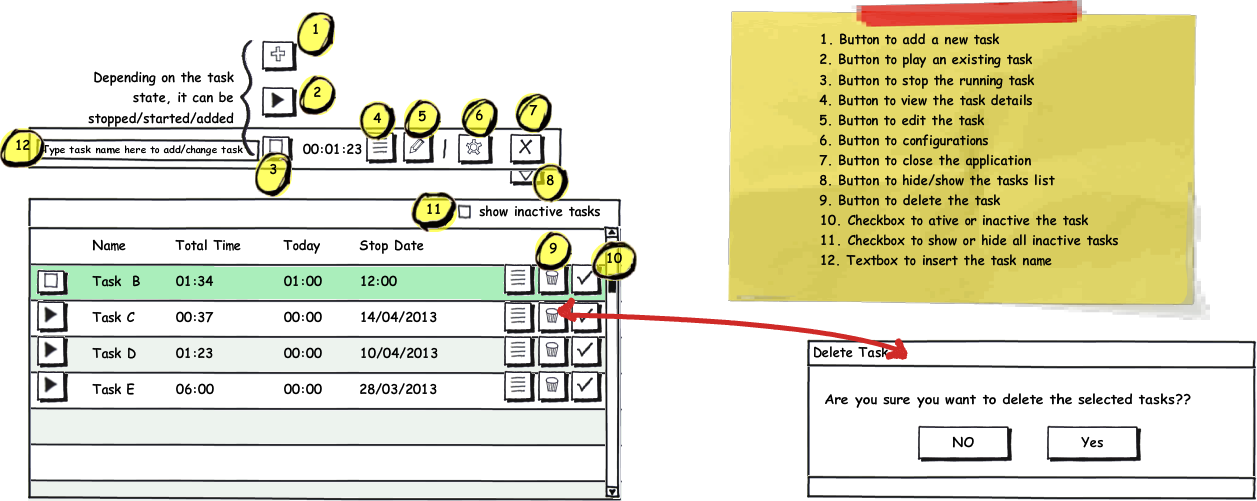 1
Depending on the task
state, it can be
stopped/started/added
2
12
Type task name here to add/change task
3
00:01:23
4
5
6
7
X
8
11
show inactive tasks
Name Total Time Today Stop Date
9
10
Task B 01:34 01:00 12:00
Task C 00:37 00:00 14/04/2013
Task D 01:23 00:00 10/04/2013
Task E 06:00 00:00 28/03/2013
1. Button to add a new task
2. Button to play an existing task
3. Button to stop the running task
4. Button to view the task details
5. Button to edit the task
6. Button to configurations
7. Button to close the application
8. Button to hide/show the tasks list
9. Button to delete the task
10. Checkbox to ative or inactive the task
11. Checkbox to show or hide all inactive tasks
12. Textbox to insert the task name
Delete Task
Are you sure you want to delete the selected tasks??
NO Yes